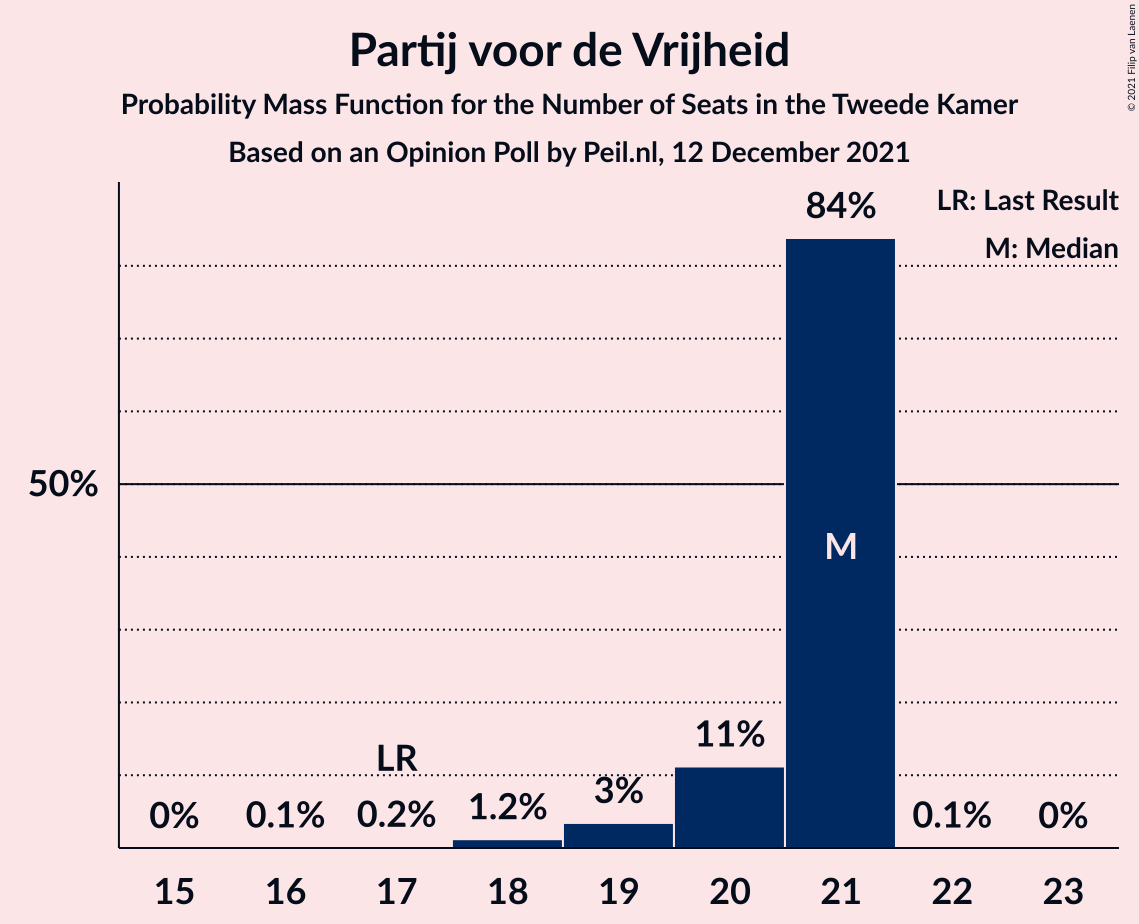 Partij voor de Vrijheid
Probability Mass Function for the Number of Seats in the Tweede Kamer
Based on an Opinion Poll by Peil.nl, 12 December 2021
© 2021 Filip van Laenen
LR: Last Result
M: Median
84%
50%
M
11%
LR
3%
0% 0.1% 0.2% 1.2% 0.1% 0%
15 16 17 18 19 20 21 22 23